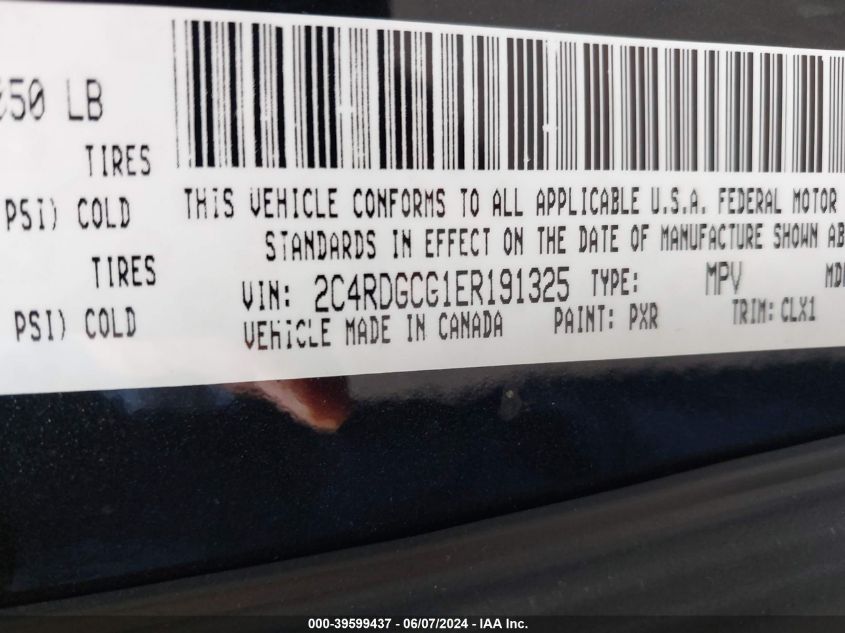 50 LB
TIRES
PSI) COLD
TIRES
PSI) COLD
THIS VEHICLE CONFORMS TO ALL APPLICABLE U.S.A. FEDERAL MOTOR
STANDARDS IN EFFECT ON THE DATE OF MANUFACTURE SHOWN AB
VIN: 2C4RDGCG1ER191325 TYPE: MPV MD
VEHICLE MADE IN CANADA PAINT: PXR TRIM: CLX1
000-39599437 - 06/07/2024 - IAA Inc.